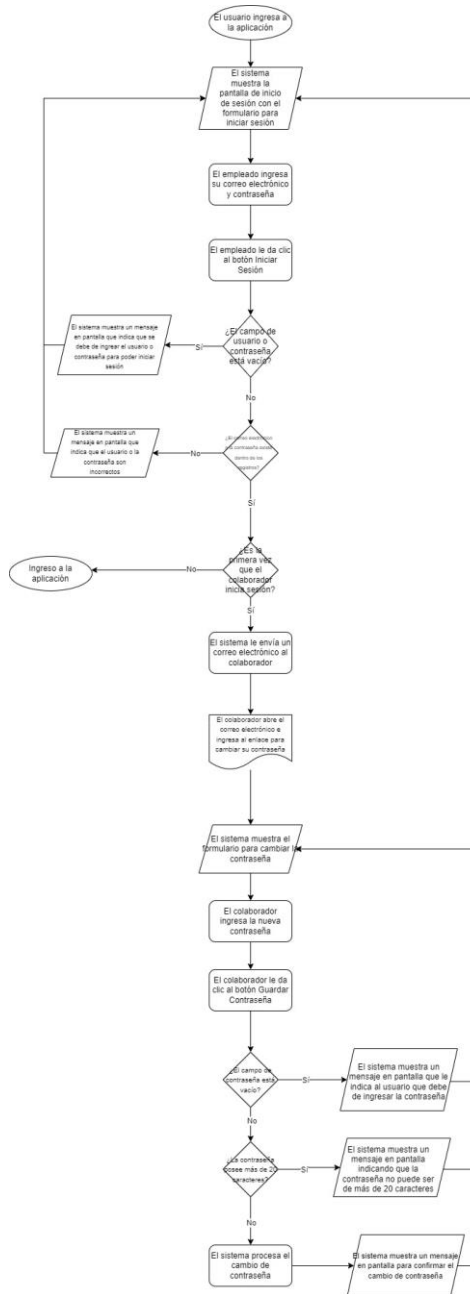 El usuario ingresa a
la aplicación
El sistema
muestra la
pantalla de inicio
de sesión con el
formulario para
iniciar sesión
El empleado ingresa
su correo electrónico
y contraseña
El empleado le da clic
al botón Iniciar
Sesión
¿El campo de
usuario o
contraseña
está vacío?
Sí
El sistema muestra un mensaje
en pantalla que indica que se
debe de ingrear el usuario o
contraseña para poder iniciar
sesión
No
¿El correo electrónico
y la contraseña existe
dentro de los
registros?
No
El sistema muestra un
mensaje en pantalla que
indica que el usuario o la
contraseña son
incorrectos
Sí
¿Es la
primera vez
que el
colaborador
inicia sesión?
No
Ingreso a la
aplicación
Sí
El sistema le envía un
correo electrónico al
colaborador
El colaborador abre el
correo electrónico e
ingresa al enlace para
cambiar su contraseña
El sistema muestra el
formulario para cambiar la
contraseña
El colaborador
ingresa la nueva
contraseña
El colaborador le da
clic al botón Guardar
Contraseña
¿El campo de
contraseña está
vacío?
Sí
El sistema muestra un
mensaje en pantalla que le
indica al usuario que debe
de ingresar la contraseña
No
¿La contraseña
posee más de 20
caracteres?
Sí
El sistema muestra un
mensaje en pantalla
indicando que la
contraseña no puede ser
de más de 20 caracteres
No
El sistema procesa el
cambio de
contraseña
El sistema muestra un mensaje
en pantalla para confirmar el
cambio de contraseña